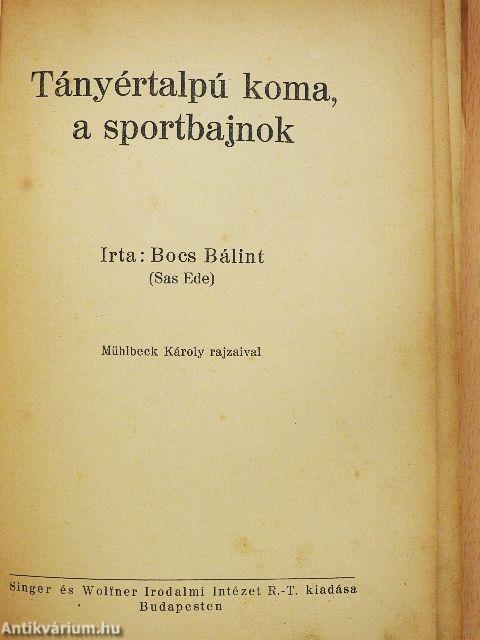 Tányértalpú koma,
a sportbajnok
Irta: Bocs Bálint
(Sas Ede)
Mühlbeck Károly rajzaival
Singer és Wolfner Irodalmi Intézet R.-T. kiadása
Budapesten
Antikvárium.hu